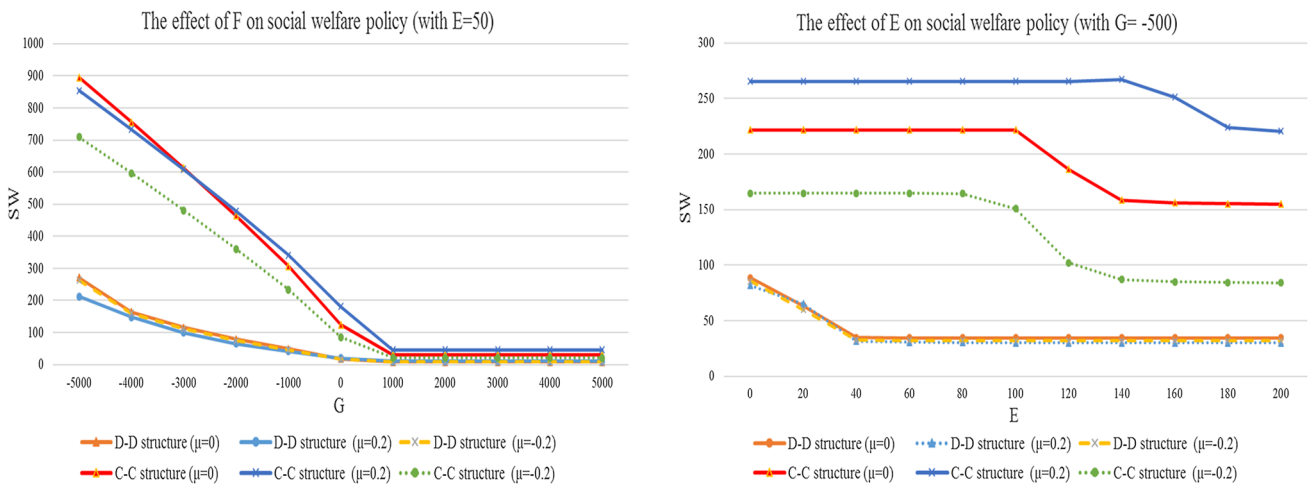 The effect of F on social welfare policy (with E=50)
1000
900
800
700
600
500
400
300
200
100
0
SW
-5000 -4000 -3000 -2000 -1000 0 1000 2000 3000 4000 5000
G
D-D structure (μ=0) D-D structure (μ=0.2) D-D structure (μ=-0.2)
C-C structure (μ=0) C-C structure (μ=0.2) C-C structure (μ=-0.2)
The effect of E on social welfare policy (with G= -500)
300
250
200
150
100
50
0
SW
0 20 40 60 80 100 120 140 160 180 200
E
D-D structure (μ=0) D-D structure (μ=0.2) D-D structure (μ=-0.2)
C-C structure (μ=0) C-C structure (μ=0.2) C-C structure (μ=-0.2)